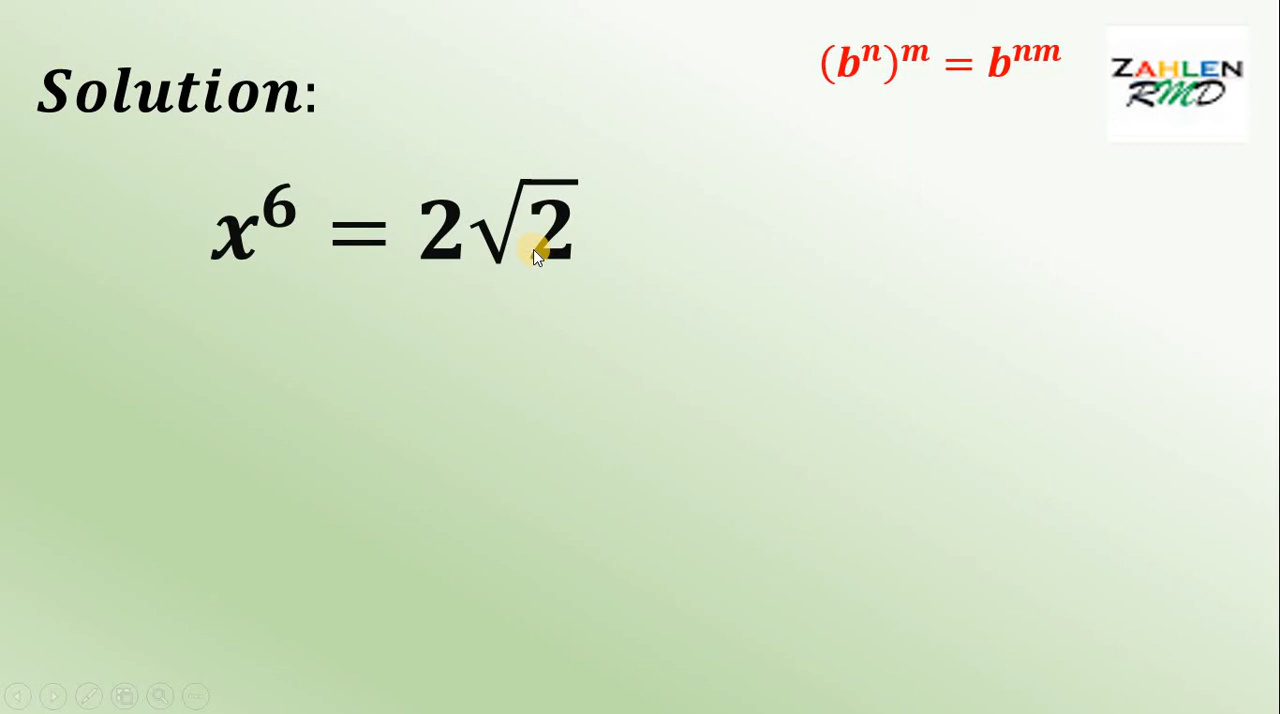 (bⁿ)ᵐ = bⁿᵐ
ZAHLEN
RMD
Solution:
x⁶ = 2√2